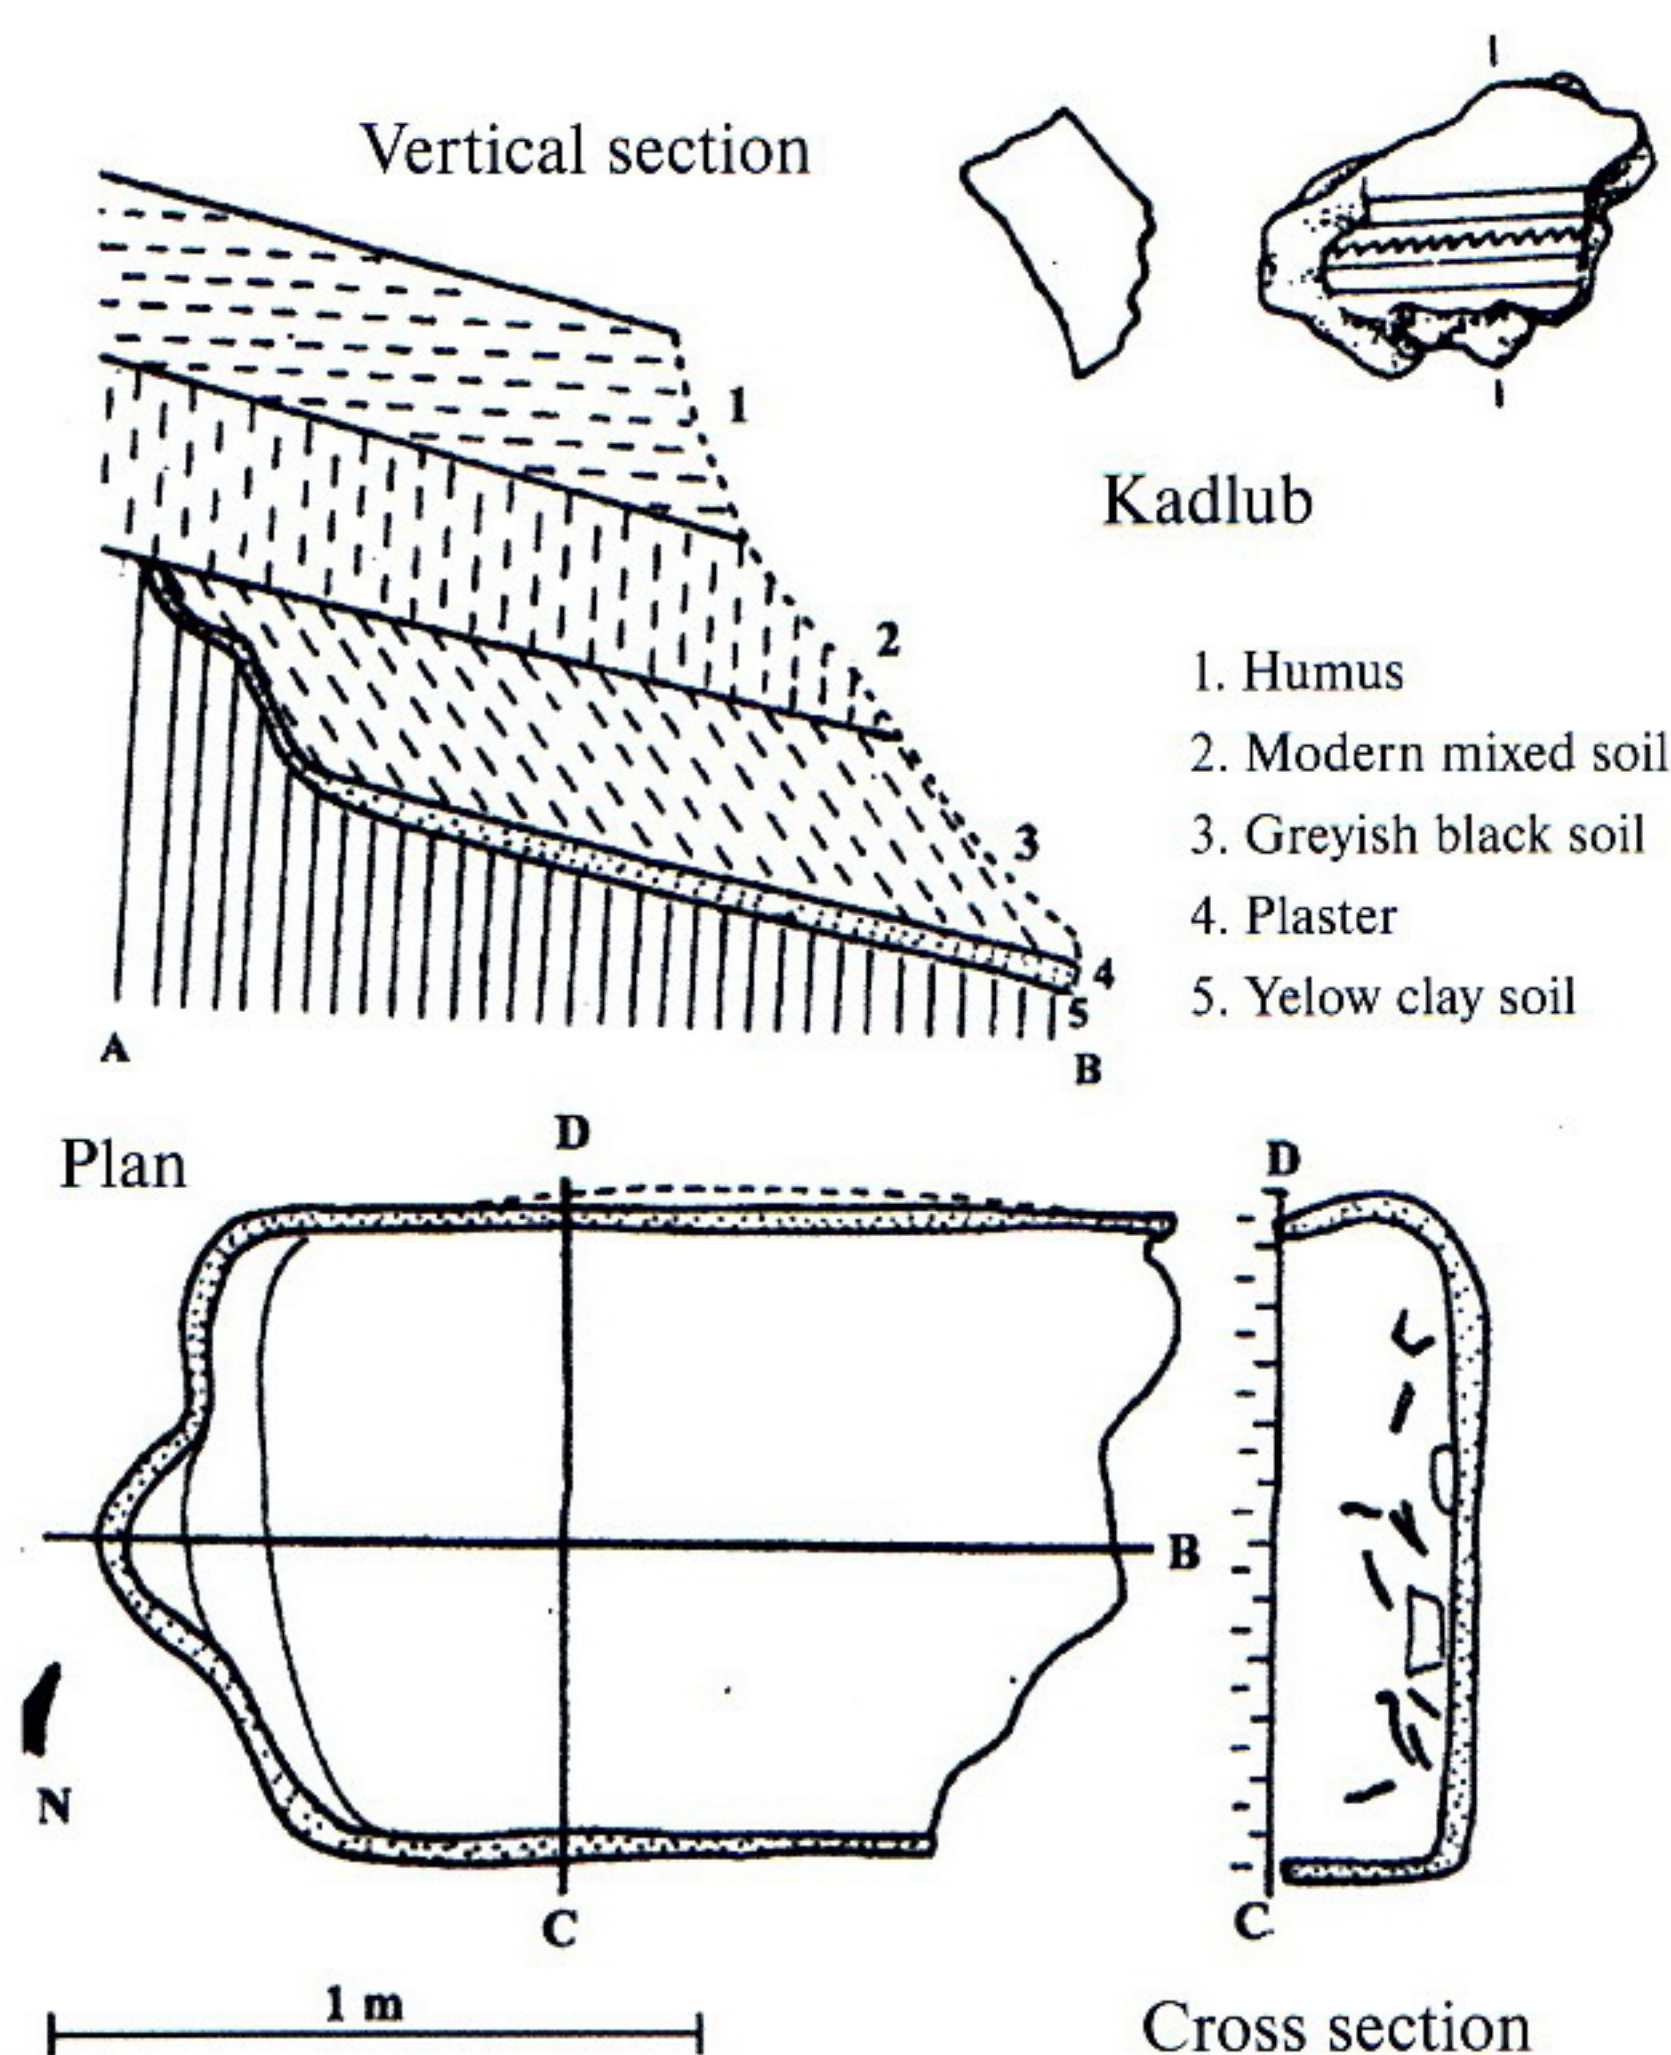 Vertical section
1
Kadlub
2
1. Humus
2. Modern mixed soil
3. Greyish black soil
4. Plaster
5. Yelow clay soil
3
4
5
A
B
Plan
D
D
B
N
C
C
1 m
Cross section